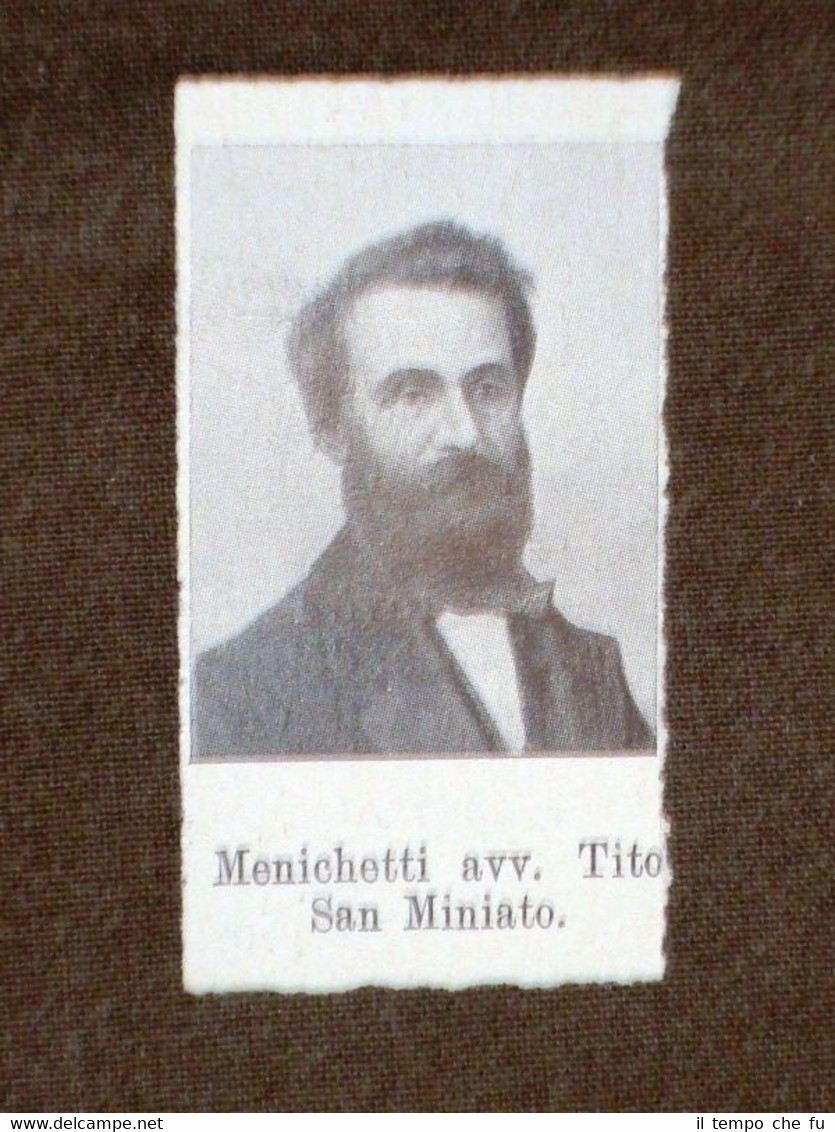 Menichetti avv. Tito
San Miniato.
www.delcampe.net
il tempo che fu